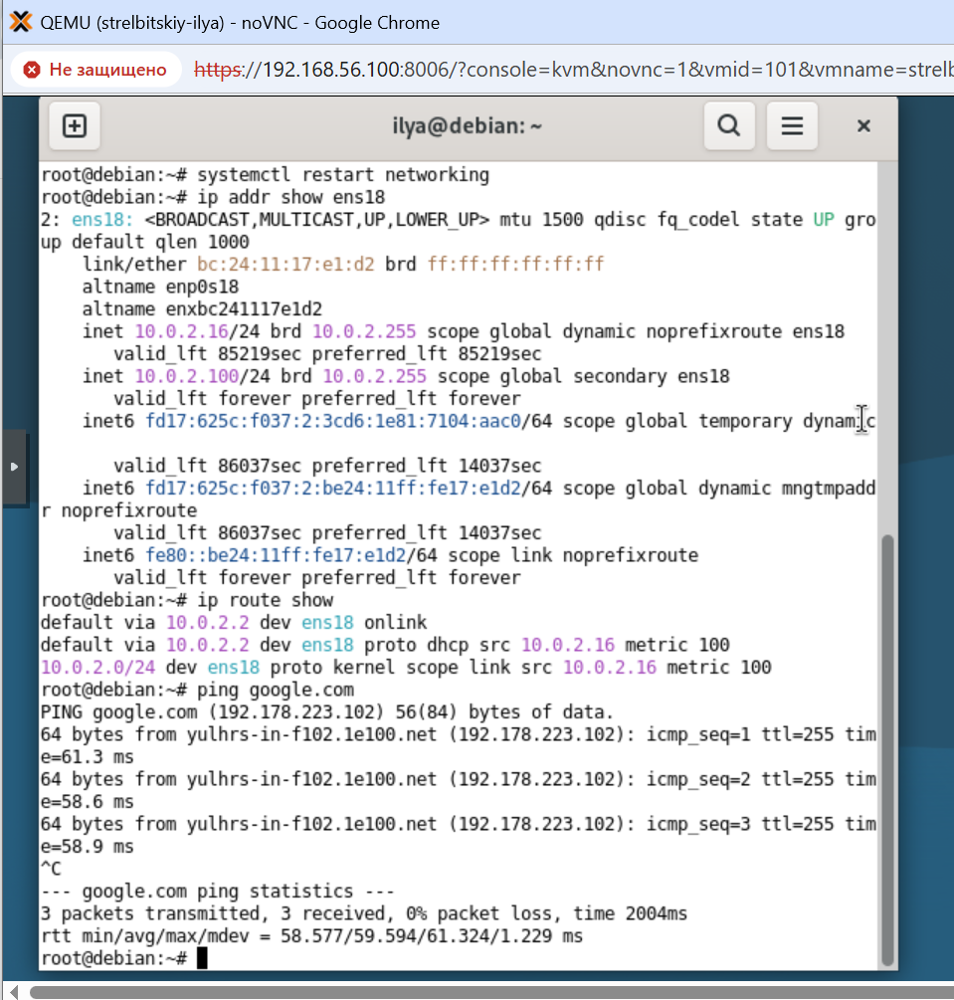 QEMU (strelbitskiy-ilya) - noVNC - Google Chrome
Не защищено https://192.168.56.100:8006/?console=kvm&novnc=1&vmid=101&vmname=strelb
ilya@debian: ~
root@debian:~# systemctl restart networking
root@debian:~# ip addr show ens18
2: ens18: <BROADCAST,MULTICAST,UP,LOWER_UP> mtu 1500 qdisc fq_codel state UP gro
up default qlen 1000
    link/ether bc:24:11:17:e1:d2 brd ff:ff:ff:ff:ff:ff
    altname enp0s18
    altname enxbc241117e1d2
    inet 10.0.2.16/24 brd 10.0.2.255 scope global dynamic noprefixroute ens18
       valid_lft 85219sec preferred_lft 85219sec
    inet 10.0.2.100/24 brd 10.0.2.255 scope global secondary ens18
       valid_lft forever preferred_lft forever
    inet6 fd17:625c:f037:2:3cd6:1e81:7104:aac0/64 scope global temporary dynamic
       valid_lft 86037sec preferred_lft 14037sec
    inet6 fd17:625c:f037:2:be24:11ff:fe17:e1d2/64 scope global dynamic mngtmpadd
r noprefixroute
       valid_lft 86037sec preferred_lft 14037sec
    inet6 fe80::be24:11ff:fe17:e1d2/64 scope link noprefixroute
       valid_lft forever preferred_lft forever
root@debian:~# ip route show
default via 10.0.2.2 dev ens18 onlink
default via 10.0.2.2 dev ens18 proto dhcp src 10.0.2.16 metric 100
10.0.2.0/24 dev ens18 proto kernel scope link src 10.0.2.16 metric 100
root@debian:~# ping google.com
PING google.com (192.178.223.102) 56(84) bytes of data.
64 bytes from yulhrs-in-f102.1e100.net (192.178.223.102): icmp_seq=1 ttl=255 tim
e=61.3 ms
64 bytes from yulhrs-in-f102.1e100.net (192.178.223.102): icmp_seq=2 ttl=255 tim
e=58.6 ms
64 bytes from yulhrs-in-f102.1e100.net (192.178.223.102): icmp_seq=3 ttl=255 tim
e=58.9 ms
^C
--- google.com ping statistics ---
3 packets transmitted, 3 received, 0% packet loss, time 2004ms
rtt min/avg/max/mdev = 58.577/59.594/61.324/1.229 ms
root@debian:~#